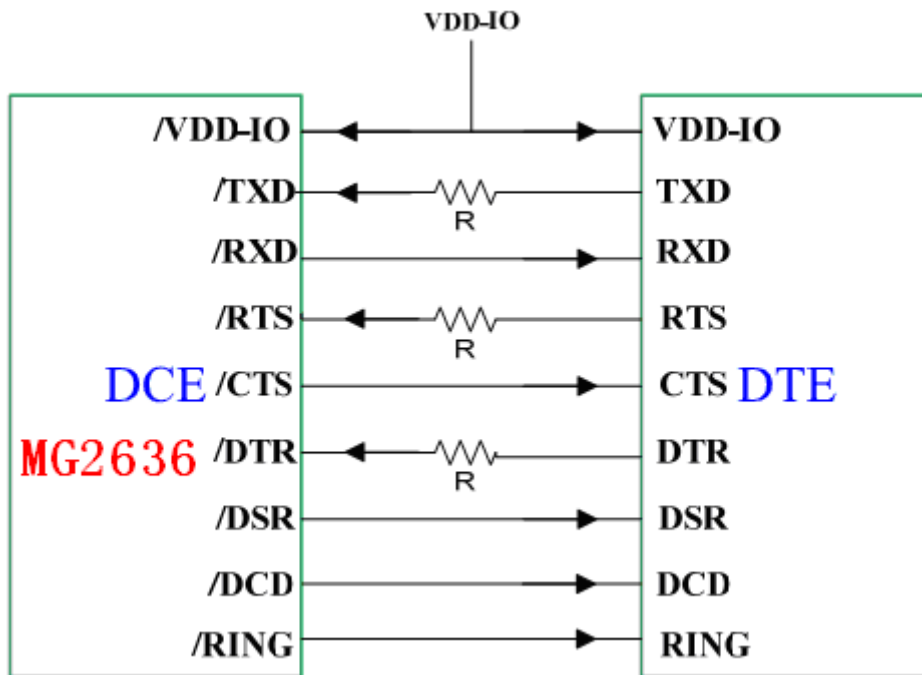 VDD-IO
/VDD-IO VDD-IO
/TXD R TXD
/RXD RXD
/RTS R RTS
DCE /CTS CTS DTE
MG2636 /DTR R DTR
/DSR DSR
/DCD DCD
/RING RING